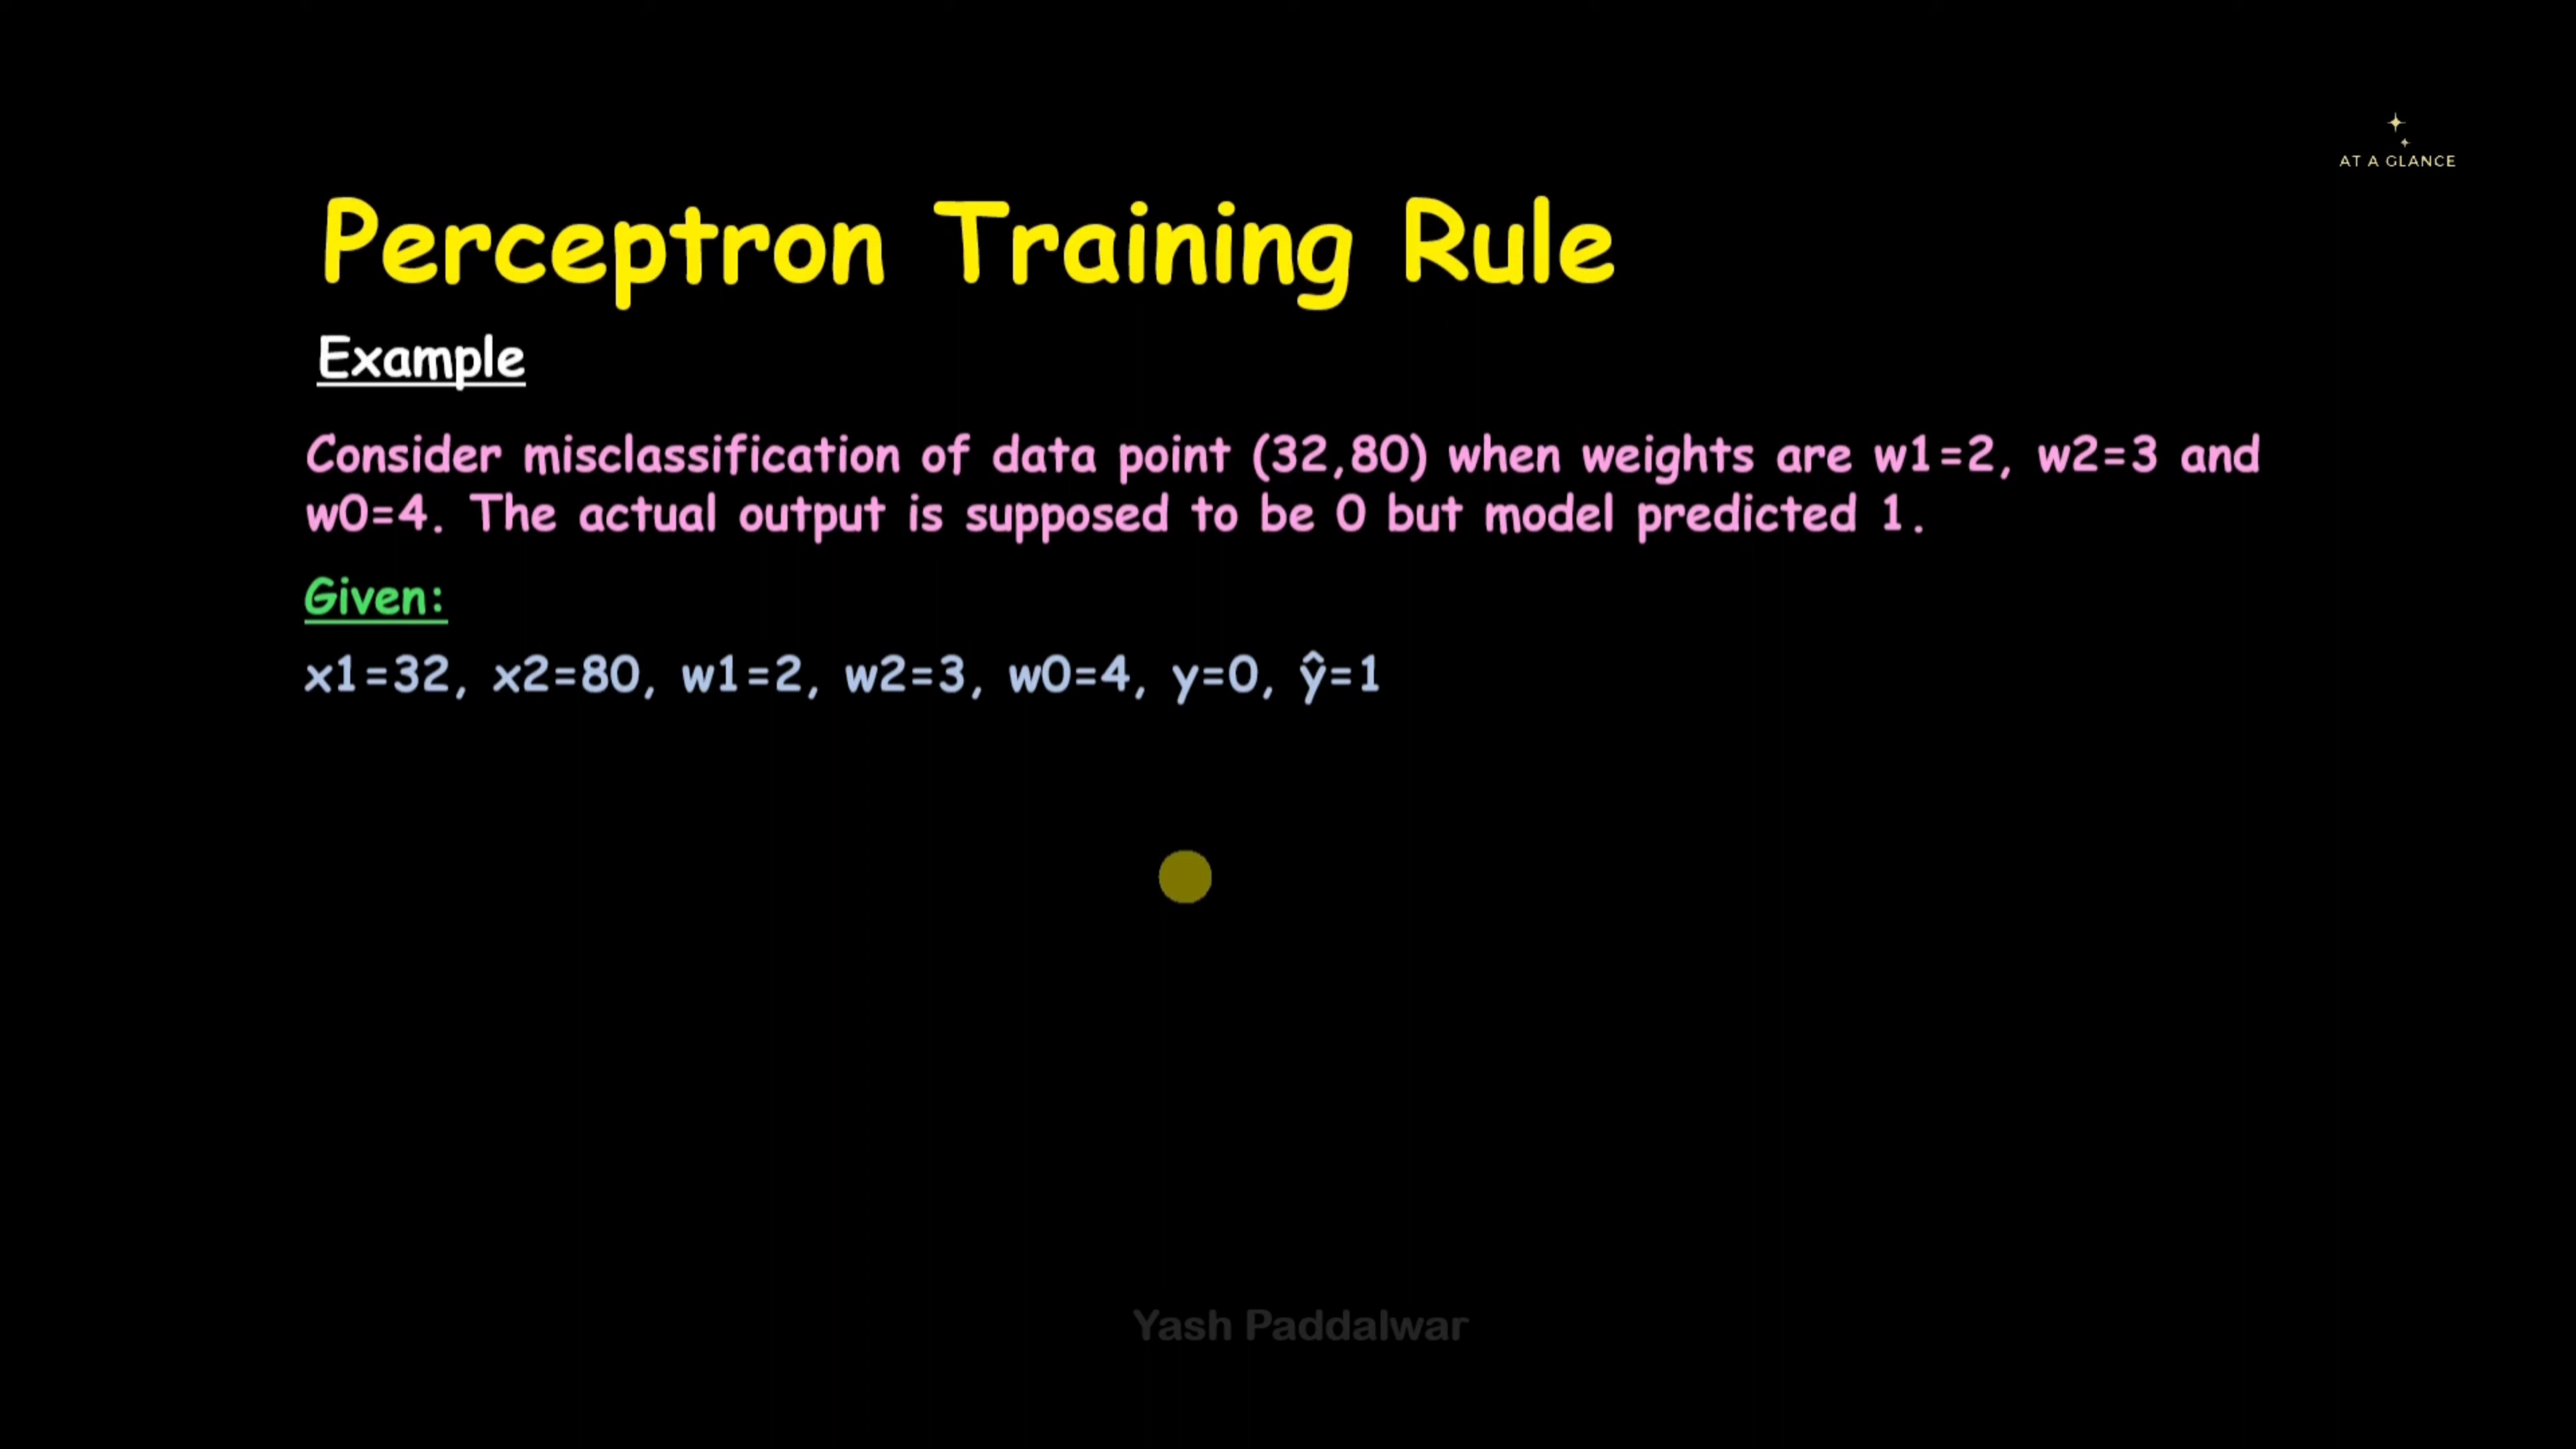 AT A GLANCE
Perceptron Training Rule
Example
Consider misclassification of data point (32,80) when weights are w1=2, w2=3 and
w0=4. The actual output is supposed to be 0 but model predicted 1.
Given:
x1=32, x2=80, w1=2, w2=3, w0=4, y=0, ŷ=1
Yash Paddalwar